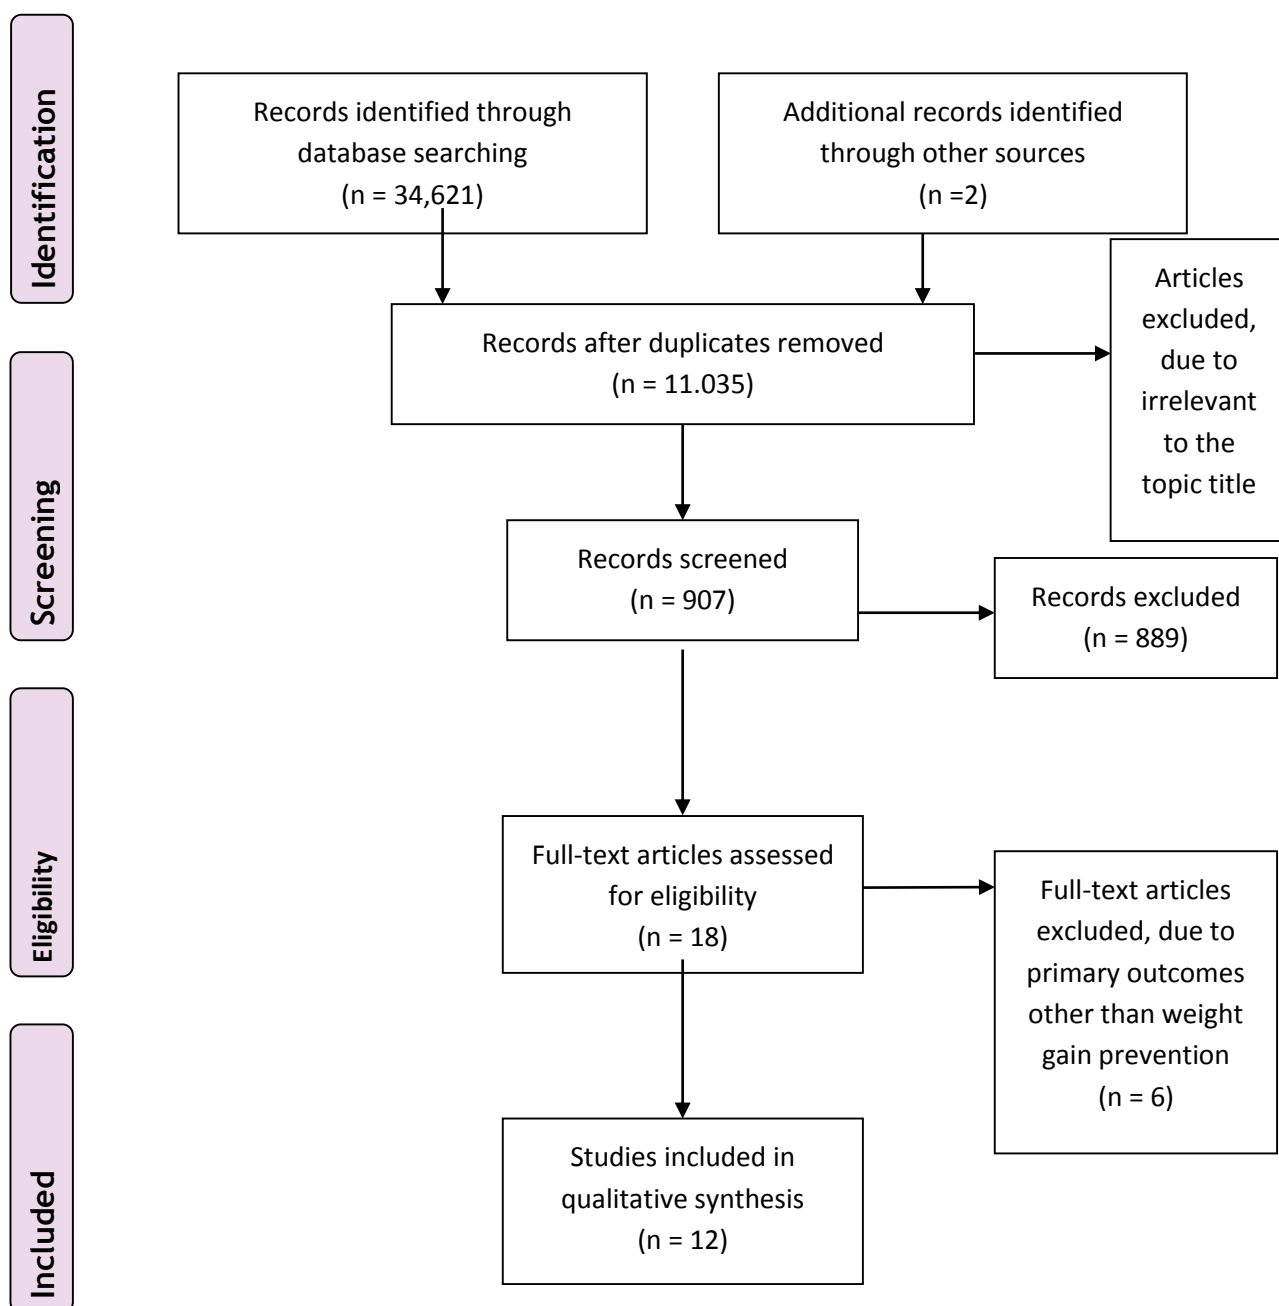 Identification
Records identified through
database searching
(n = 34,621)
Additional records identified
through other sources
(n =2)
Records after duplicates removed
(n = 11.035)
Articles
excluded,
due to
irrelevant
to the
topic title
Screening
Records screened
(n = 907)
Records excluded
(n = 889)
Eligibility
Full-text articles assessed
for eligibility
(n = 18)
Full-text articles
excluded, due to
primary outcomes
other than weight
gain prevention
(n = 6)
Included
Studies included in
qualitative synthesis
(n = 12)